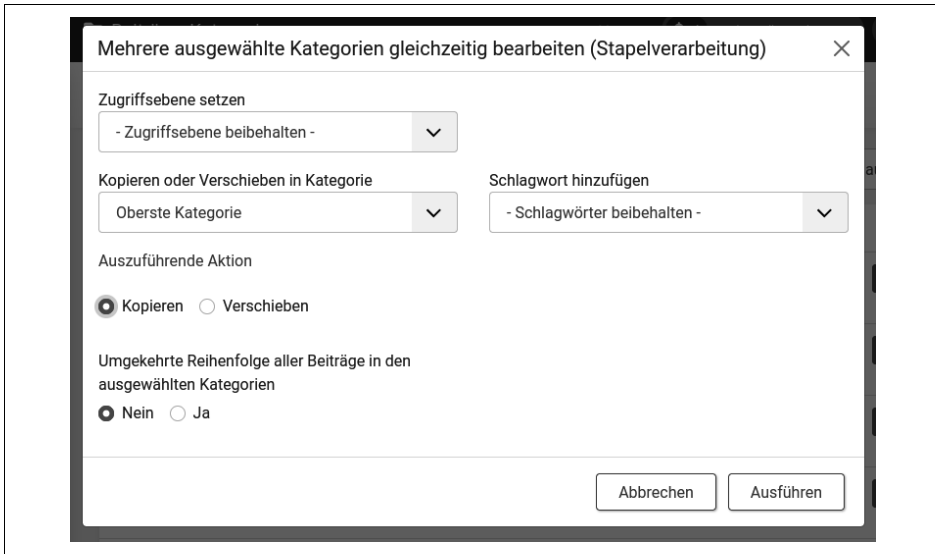 Mehrere ausgewählte Kategorien gleichzeitig bearbeiten (Stapelverarbeitung)
Zugriffsebene setzen
- Zugriffsebene beibehalten -
Kopieren oder Verschieben in Kategorie
Schlagwort hinzufügen
Oberste Kategorie
- Schlagwörter beibehalten -
Auszuführende Aktion
Kopieren Verschieben
Umgekehrte Reihenfolge aller Beiträge in den
ausgewählten Kategorien
Nein Ja
Abbrechen Ausführen